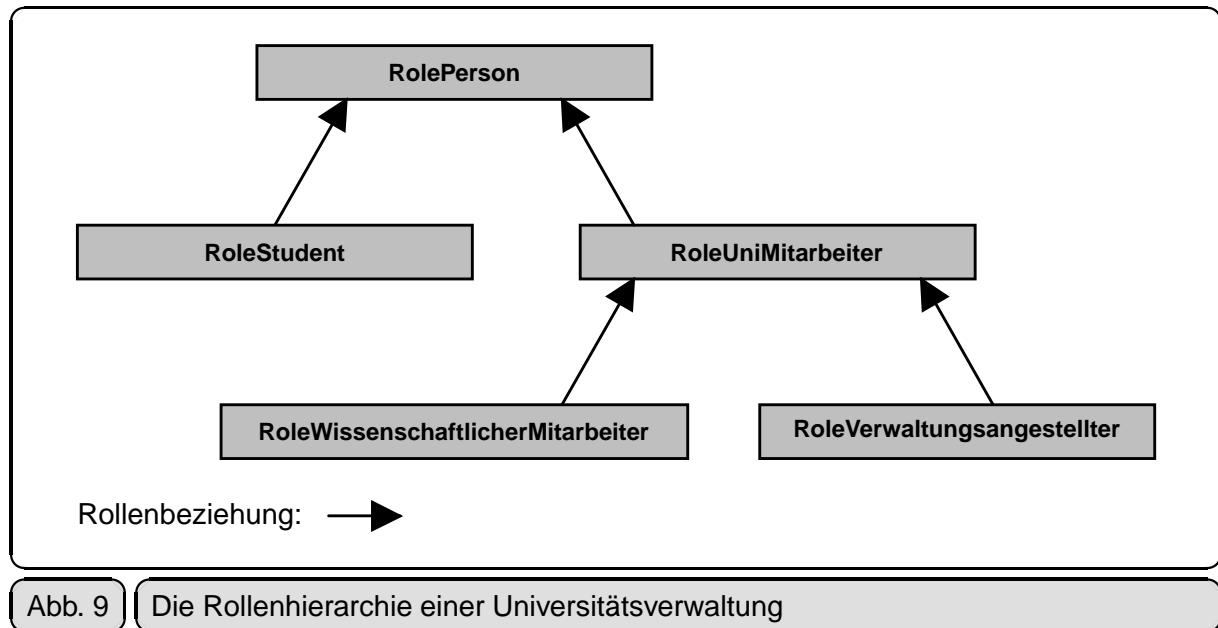 RolePerson
RoleStudent
RoleUniMitarbeiter
RoleWissenschaftlicherMitarbeiter
RoleVerwaltungsangestellter
Rollenbeziehung:
Abb. 9 Die Rollenhierarchie einer Universitätsverwaltung